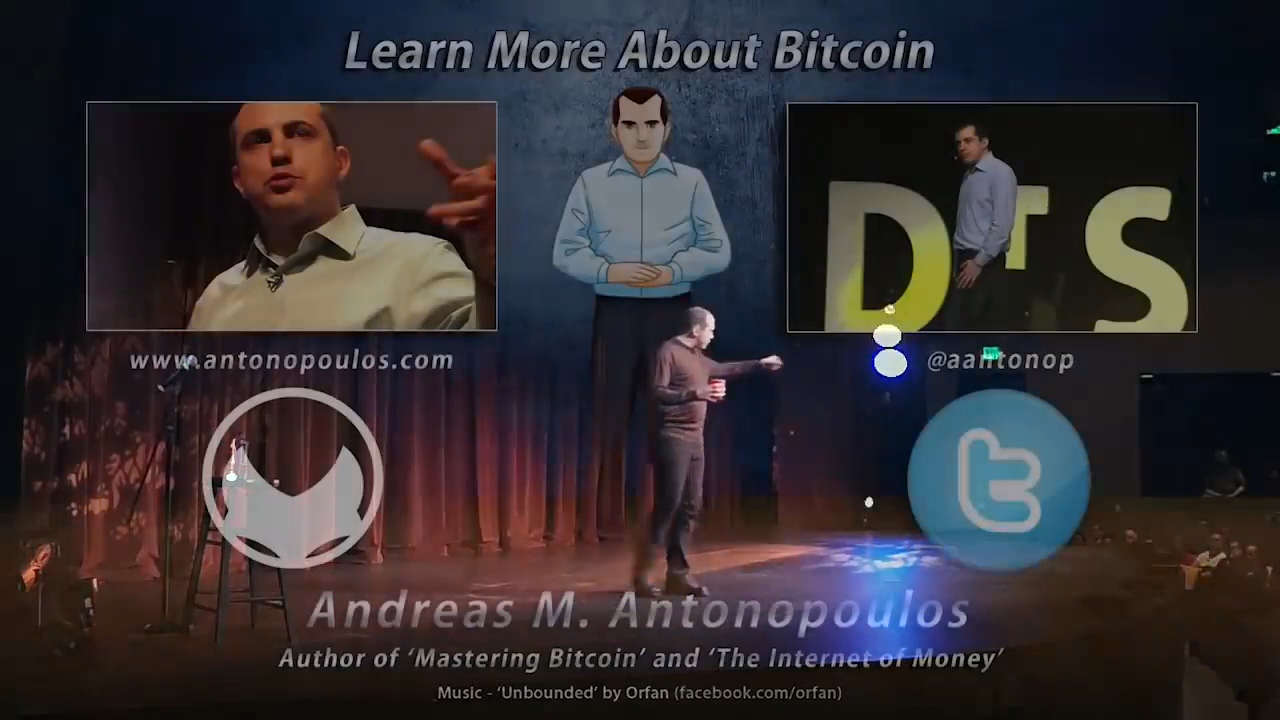 Learn More About Bitcoin
DTS
www.antonopoulos.com
@aantonop
Andreas M. Antonopoulos
Author of ‘Mastering Bitcoin’ and ‘The Internet of Money’
Music - ‘Unbounded’ by Orfan (facebook.com/orfan)